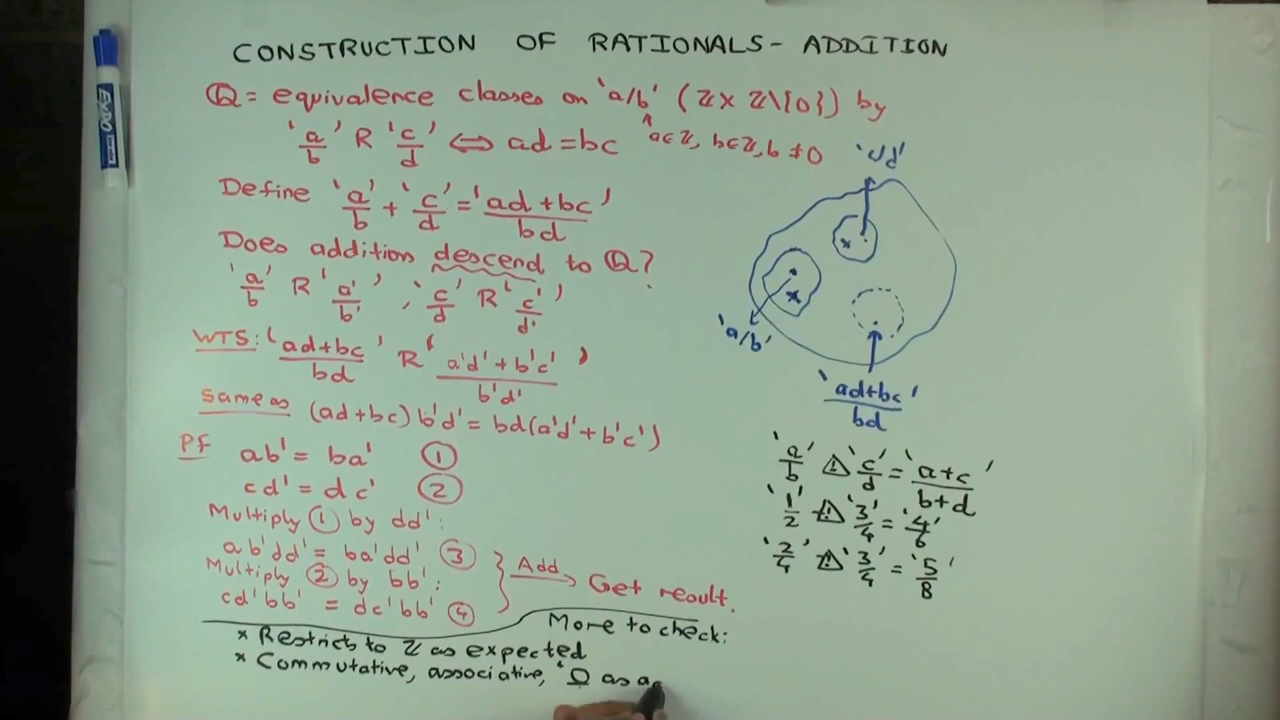 CONSTRUCTION OF RATIONALS - ADDITION
ℚ = equivalence classes on 'a/b' (ℤ × ℤ\{0}) by
'a/b' R 'c/d' ⟺ ad = bc
a∈ℤ, b∈ℤ, b ≠ 0
Define 'a/b' + 'c/d' = 'ad + bc / bd'
Does addition descend to ℚ?
'a/b' R 'a'/b'', 'c/d' R 'c'/d''
WTS: 'ad + bc / bd' R 'a'd' + b'c' / b'd''
Same as (ad + bc) b'd' = bd(a'd' + b'c')
Pf ab' = ba' ①
cd' = dc' ②
Multiply ① by dd':
ab'dd' = ba'dd' ③
Multiply ② by bb':
cd'bb' = dc'bb' ④
Add → Get result.
More to check:
* Restricts to ℤ as expected
* Commutative, associative, '0 as
'c/d'
'a/b'
'ad+bc / bd'
'a/b' ⚠ 'c/d' = 'a+c / b+d'
'1/2' ⚠ '3/4' = '4/6'
'2/4' ⚠ '3/4' = '5/8'
EXPO